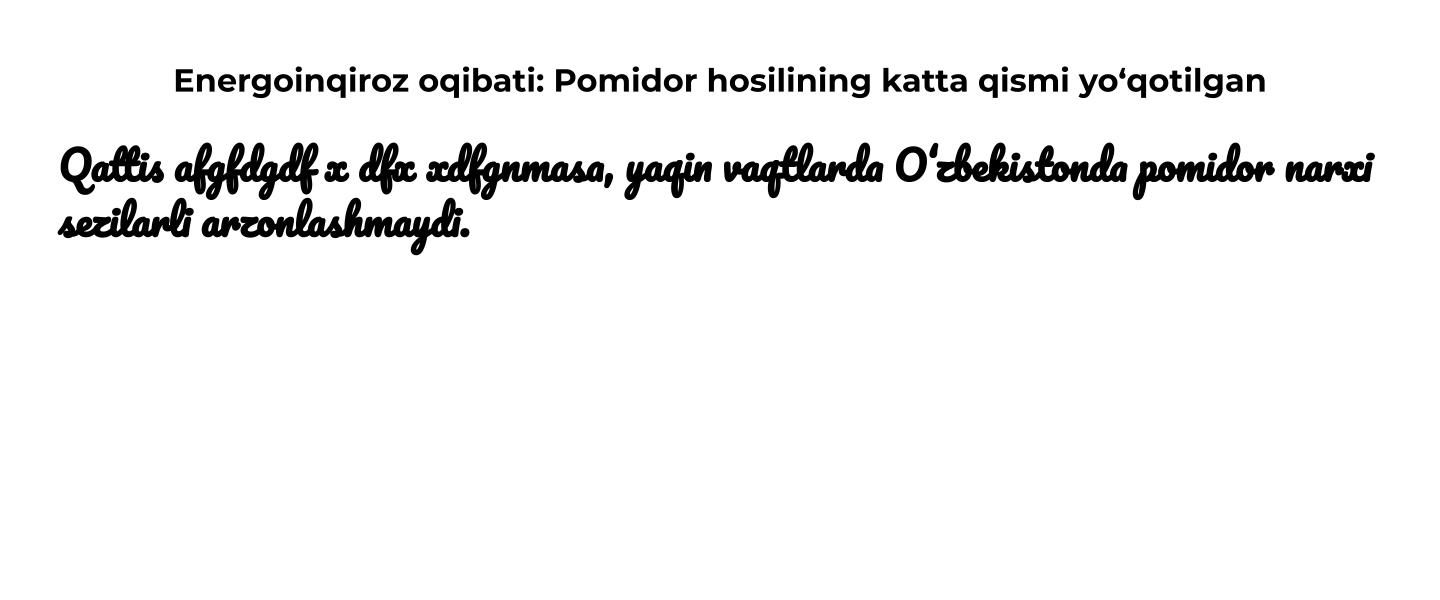 Energoinqiroz oqibati: Pomidor hosilining katta qismi yo‘qotilgan
Qattis afgfdgdf x dfx xdfgnmasa, yaqin vaqtlarda O‘zbekistonda pomidor narxi
sezilarli arzonlashmaydi.